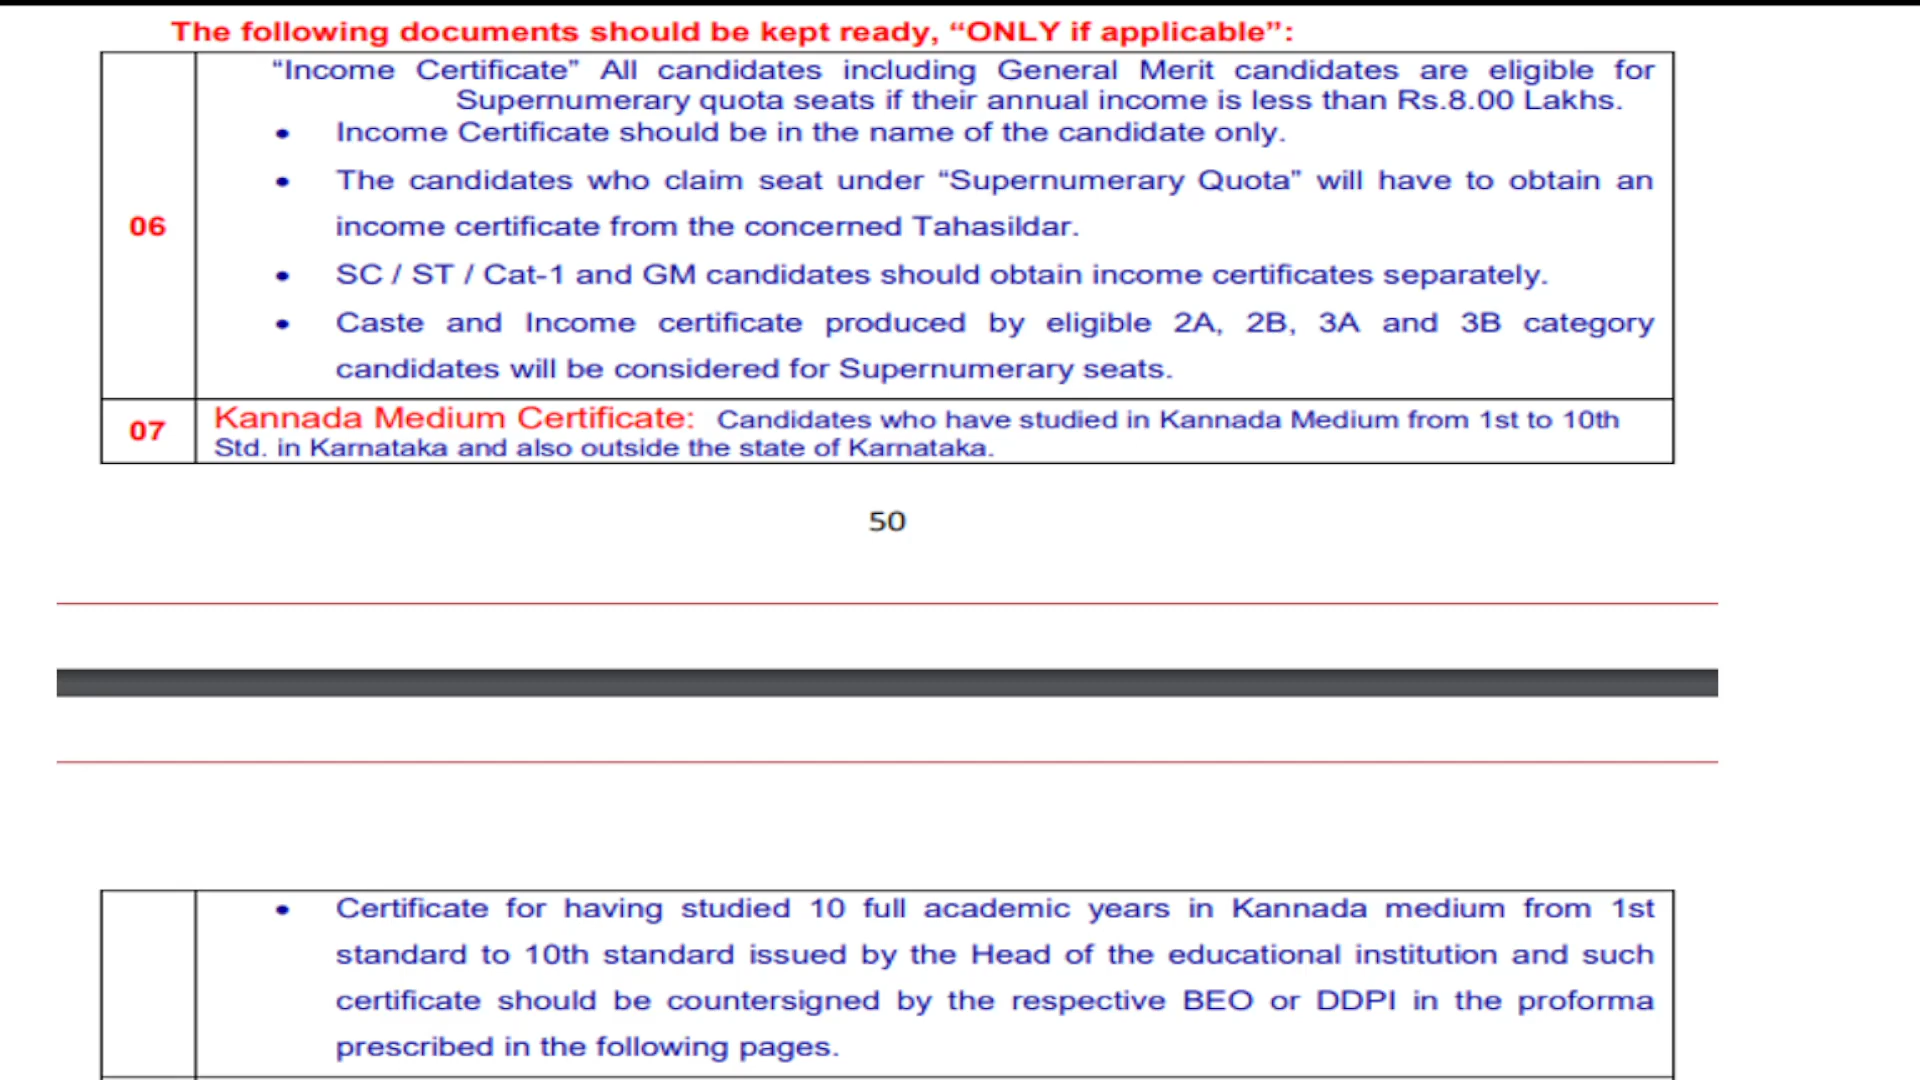 The following documents should be kept ready, “ONLY if applicable”:
“Income Certificate” All candidates including General Merit candidates are eligible for
Supernumerary quota seats if their annual income is less than Rs.8.00 Lakhs.
• Income Certificate should be in the name of the candidate only.
• The candidates who claim seat under “Supernumerary Quota” will have to obtain an
06
income certificate from the concerned Tahasildar.
• SC / ST / Cat-1 and GM candidates should obtain income certificates separately.
• Caste and Income certificate produced by eligible 2A, 2B, 3A and 3B category
candidates will be considered for Supernumerary seats.
07
Kannada Medium Certificate: Candidates who have studied in Kannada Medium from 1st to 10th
Std. in Karnataka and also outside the state of Karnataka.
50
• Certificate for having studied 10 full academic years in Kannada medium from 1st
standard to 10th standard issued by the Head of the educational institution and such
certificate should be countersigned by the respective BEO or DDPI in the proforma
prescribed in the following pages.